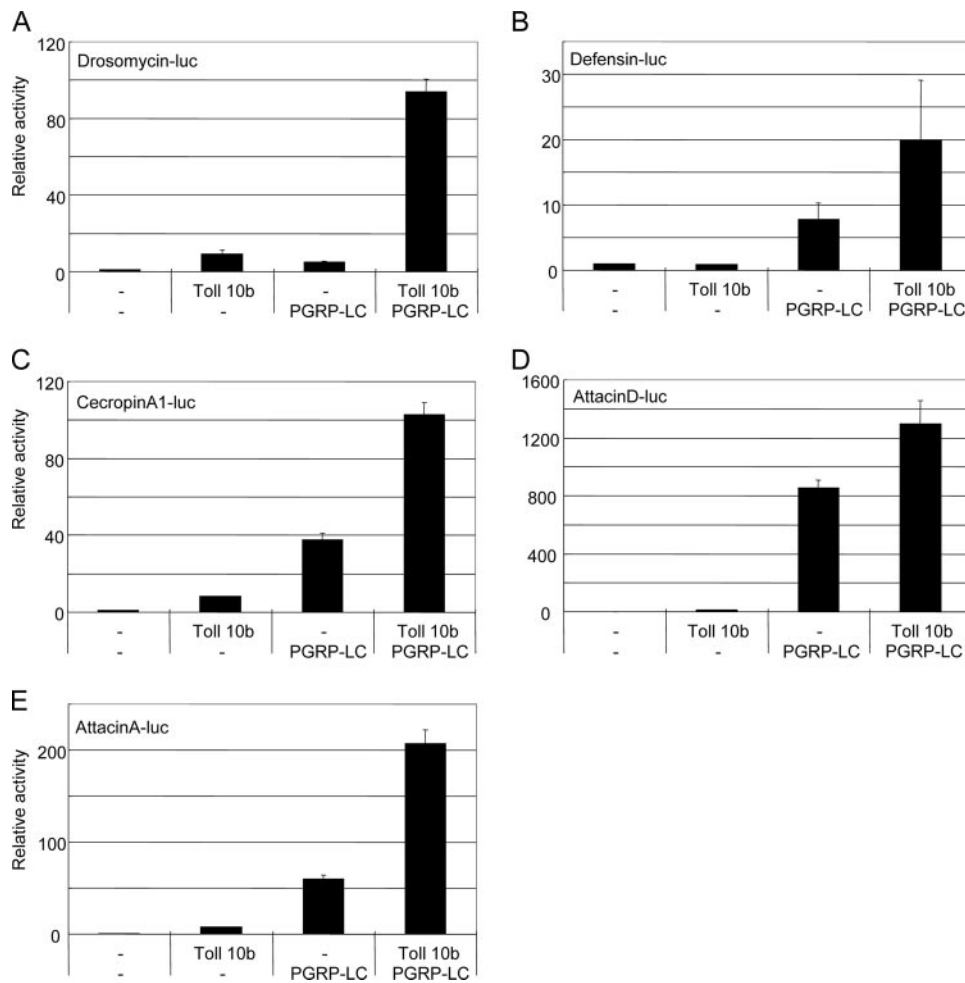 A
Drosomycin-luc
Relative activity
120
80
40
0
- Toll 10b - Toll 10b
- - PGRP-LC PGRP-LC
B
Defensin-luc
30
20
10
0
- Toll 10b - Toll 10b
- - PGRP-LC PGRP-LC
C
CecropinA1-luc
Relative activity
120
80
40
0
- Toll 10b - Toll 10b
- - PGRP-LC PGRP-LC
D
AttacinD-luc
1600
1200
800
400
0
- Toll 10b - Toll 10b
- - PGRP-LC PGRP-LC
E
AttacinA-luc
Relative activity
200
100
0
- Toll 10b - Toll 10b
- - PGRP-LC PGRP-LC